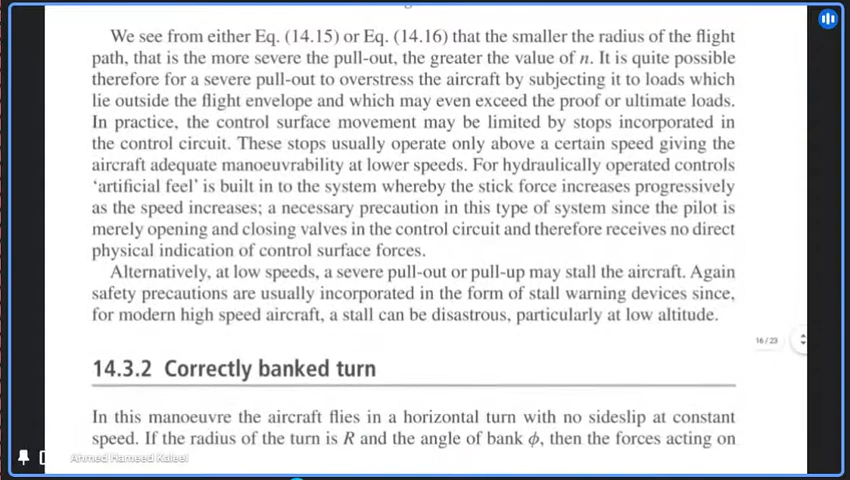 We see from either Eq. (14.15) or Eq. (14.16) that the smaller the radius of the flight
path, that is the more severe the pull-out, the greater the value of n. It is quite possible
therefore for a severe pull-out to overstress the aircraft by subjecting it to loads which
lie outside the flight envelope and which may even exceed the proof or ultimate loads.
In practice, the control surface movement may be limited by stops incorporated in
the control circuit. These stops usually operate only above a certain speed giving the
aircraft adequate manoeuvrability at lower speeds. For hydraulically operated controls
‘artificial feel’ is built in to the system whereby the stick force increases progressively
as the speed increases; a necessary precaution in this type of system since the pilot is
merely opening and closing valves in the control circuit and therefore receives no direct
physical indication of control surface forces.
Alternatively, at low speeds, a severe pull-out or pull-up may stall the aircraft. Again
safety precautions are usually incorporated in the form of stall warning devices since,
for modern high speed aircraft, a stall can be disastrous, particularly at low altitude.
16 / 23
14.3.2 Correctly banked turn
In this manoeuvre the aircraft flies in a horizontal turn with no sideslip at constant
speed. If the radius of the turn is R and the angle of bank ϕ, then the forces acting on
Ahmed Hameed Kaleel